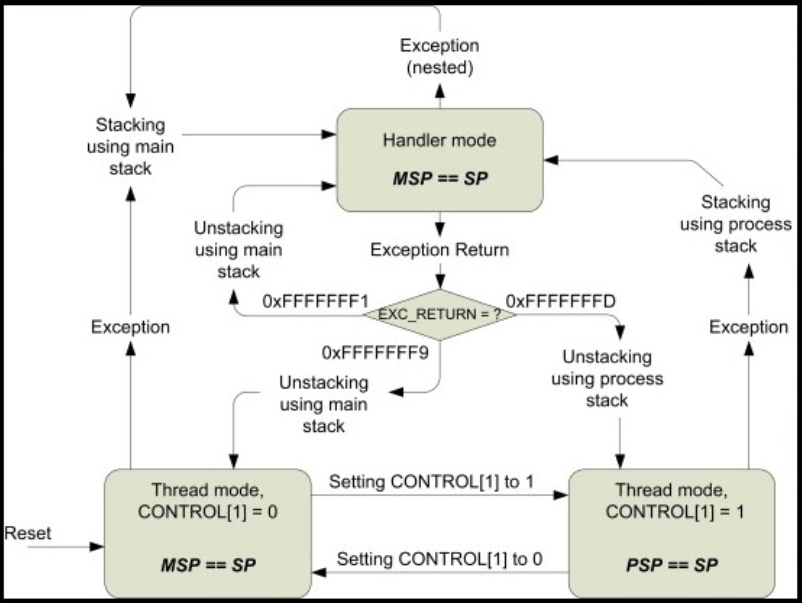 Exception
(nested)
Stacking
using main
stack
Handler mode
MSP == SP
Unstacking
using main
stack
Exception Return
Stacking
using process
stack
0xFFFFFFF1
EXC_RETURN = ?
0xFFFFFFFD
Exception
Exception
0xFFFFFFF9
Unstacking
using main
stack
Unstacking
using process
stack
Thread mode,
CONTROL[1] = 0
MSP == SP
Setting CONTROL[1] to 1
Thread mode,
CONTROL[1] = 1
PSP == SP
Reset
Setting CONTROL[1] to 0